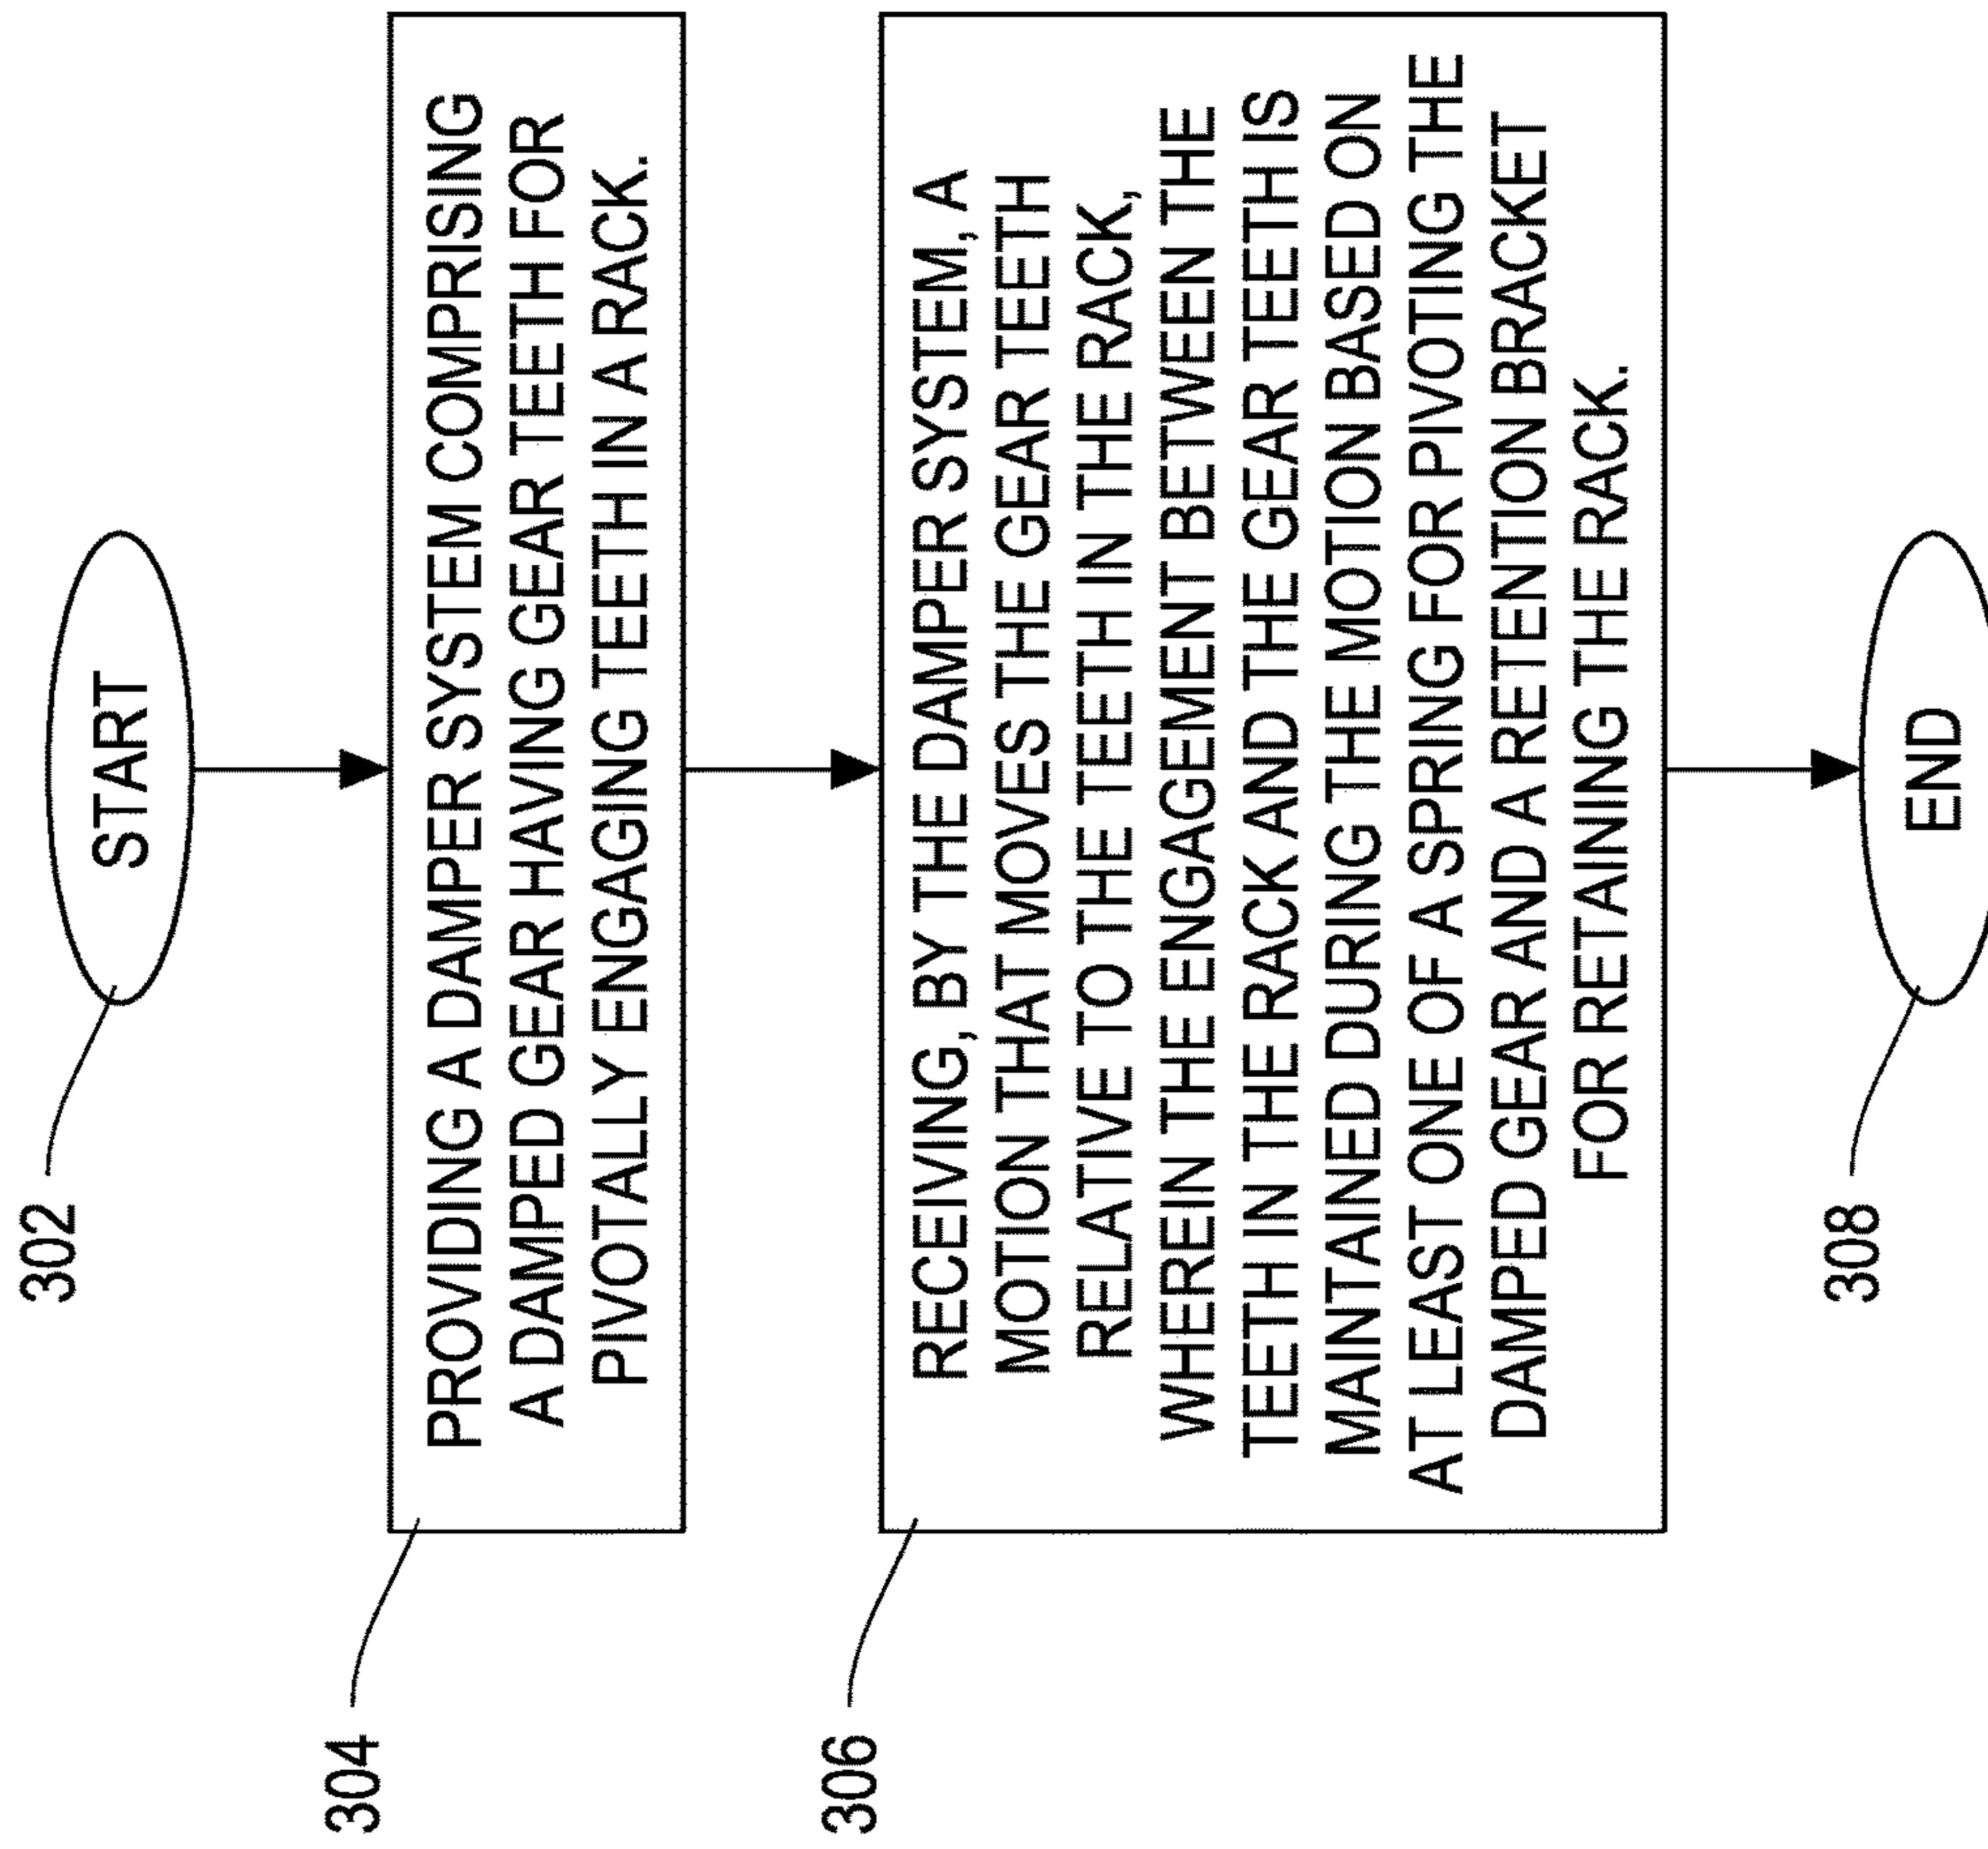 302
START
304
PROVIDING A DAMPER SYSTEM COMPRISING
A DAMPED GEAR HAVING GEAR TEETH FOR
PIVOTALLY ENGAGING TEETH IN A RACK.
306
RECEIVING, BY THE DAMPER SYSTEM, A
MOTION THAT MOVES THE GEAR TEETH
RELATIVE TO THE TEETH IN THE RACK,
WHEREIN THE ENGAGEMENT BETWEEN THE
TEETH IN THE RACK AND THE GEAR TEETH IS
MAINTAINED DURING THE MOTION BASED ON
AT LEAST ONE OF A SPRING FOR PIVOTING THE
DAMPED GEAR AND A RETENTION BRACKET
FOR RETAINING THE RACK.
308
END